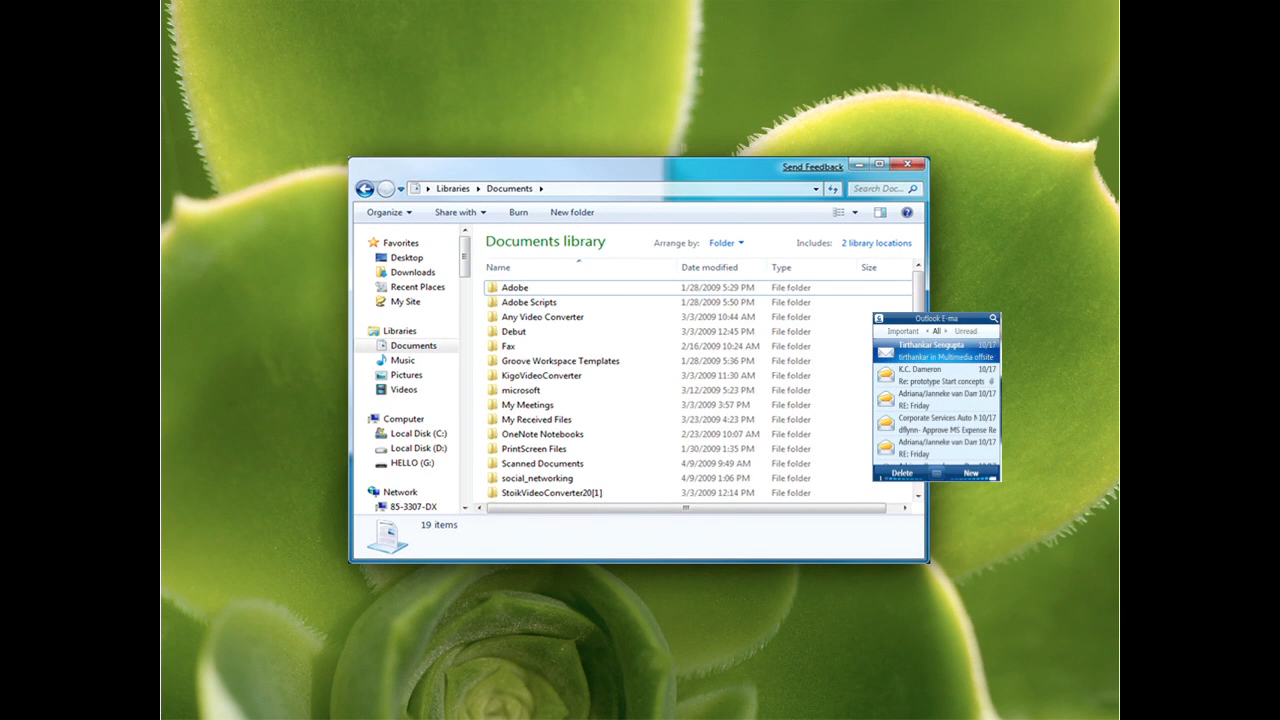 Send Feedback
Libraries Documents Search Doc...
Organize Share with Burn New folder
Favorites
Desktop
Downloads
Recent Places
My Site
Libraries
Documents
Music
Pictures
Videos
Computer
Local Disk (C:)
Local Disk (D:)
HELLO (G:)
Network
85-3307-DX
Documents library Arrange by: Folder Includes: 2 library locations
Name Date modified Type Size
Adobe 1/28/2009 5:29 PM File folder
Adobe Scripts 1/28/2009 5:50 PM File folder
Any Video Converter 3/3/2009 10:44 AM File folder
Debut 3/3/2009 12:45 PM File folder
Fax 2/16/2009 10:24 AM File folder
Groove Workspace Templates 1/28/2009 5:36 PM File folder
KigoVideoConverter 3/3/2009 11:30 AM File folder
microsoft 3/12/2009 5:23 PM File folder
My Meetings 3/3/2009 3:57 PM File folder
My Received Files 3/23/2009 4:23 PM File folder
OneNote Notebooks 2/23/2009 10:07 AM File folder
PrintScreen Files 1/30/2009 1:35 PM File folder
Scanned Documents 4/9/2009 9:49 AM File folder
social_networking 4/9/2009 1:06 PM File folder
StoikVideoConverter20[1] 3/3/2009 12:14 PM File folder
19 items
Outlook E-ma
Important All Unread
Tirthankar Sengupta 10/17
tirthankar in Multimedia offsite
K.C. Dameron 10/17
Re: prototype Start concepts
Adriana/Janneke van Dam 10/17
RE: Friday
Corporate Services Auto N 10/17
dflynn- Approve MS Expense Re
Adriana/Janneke van Dam 10/17
RE: Friday
Delete New